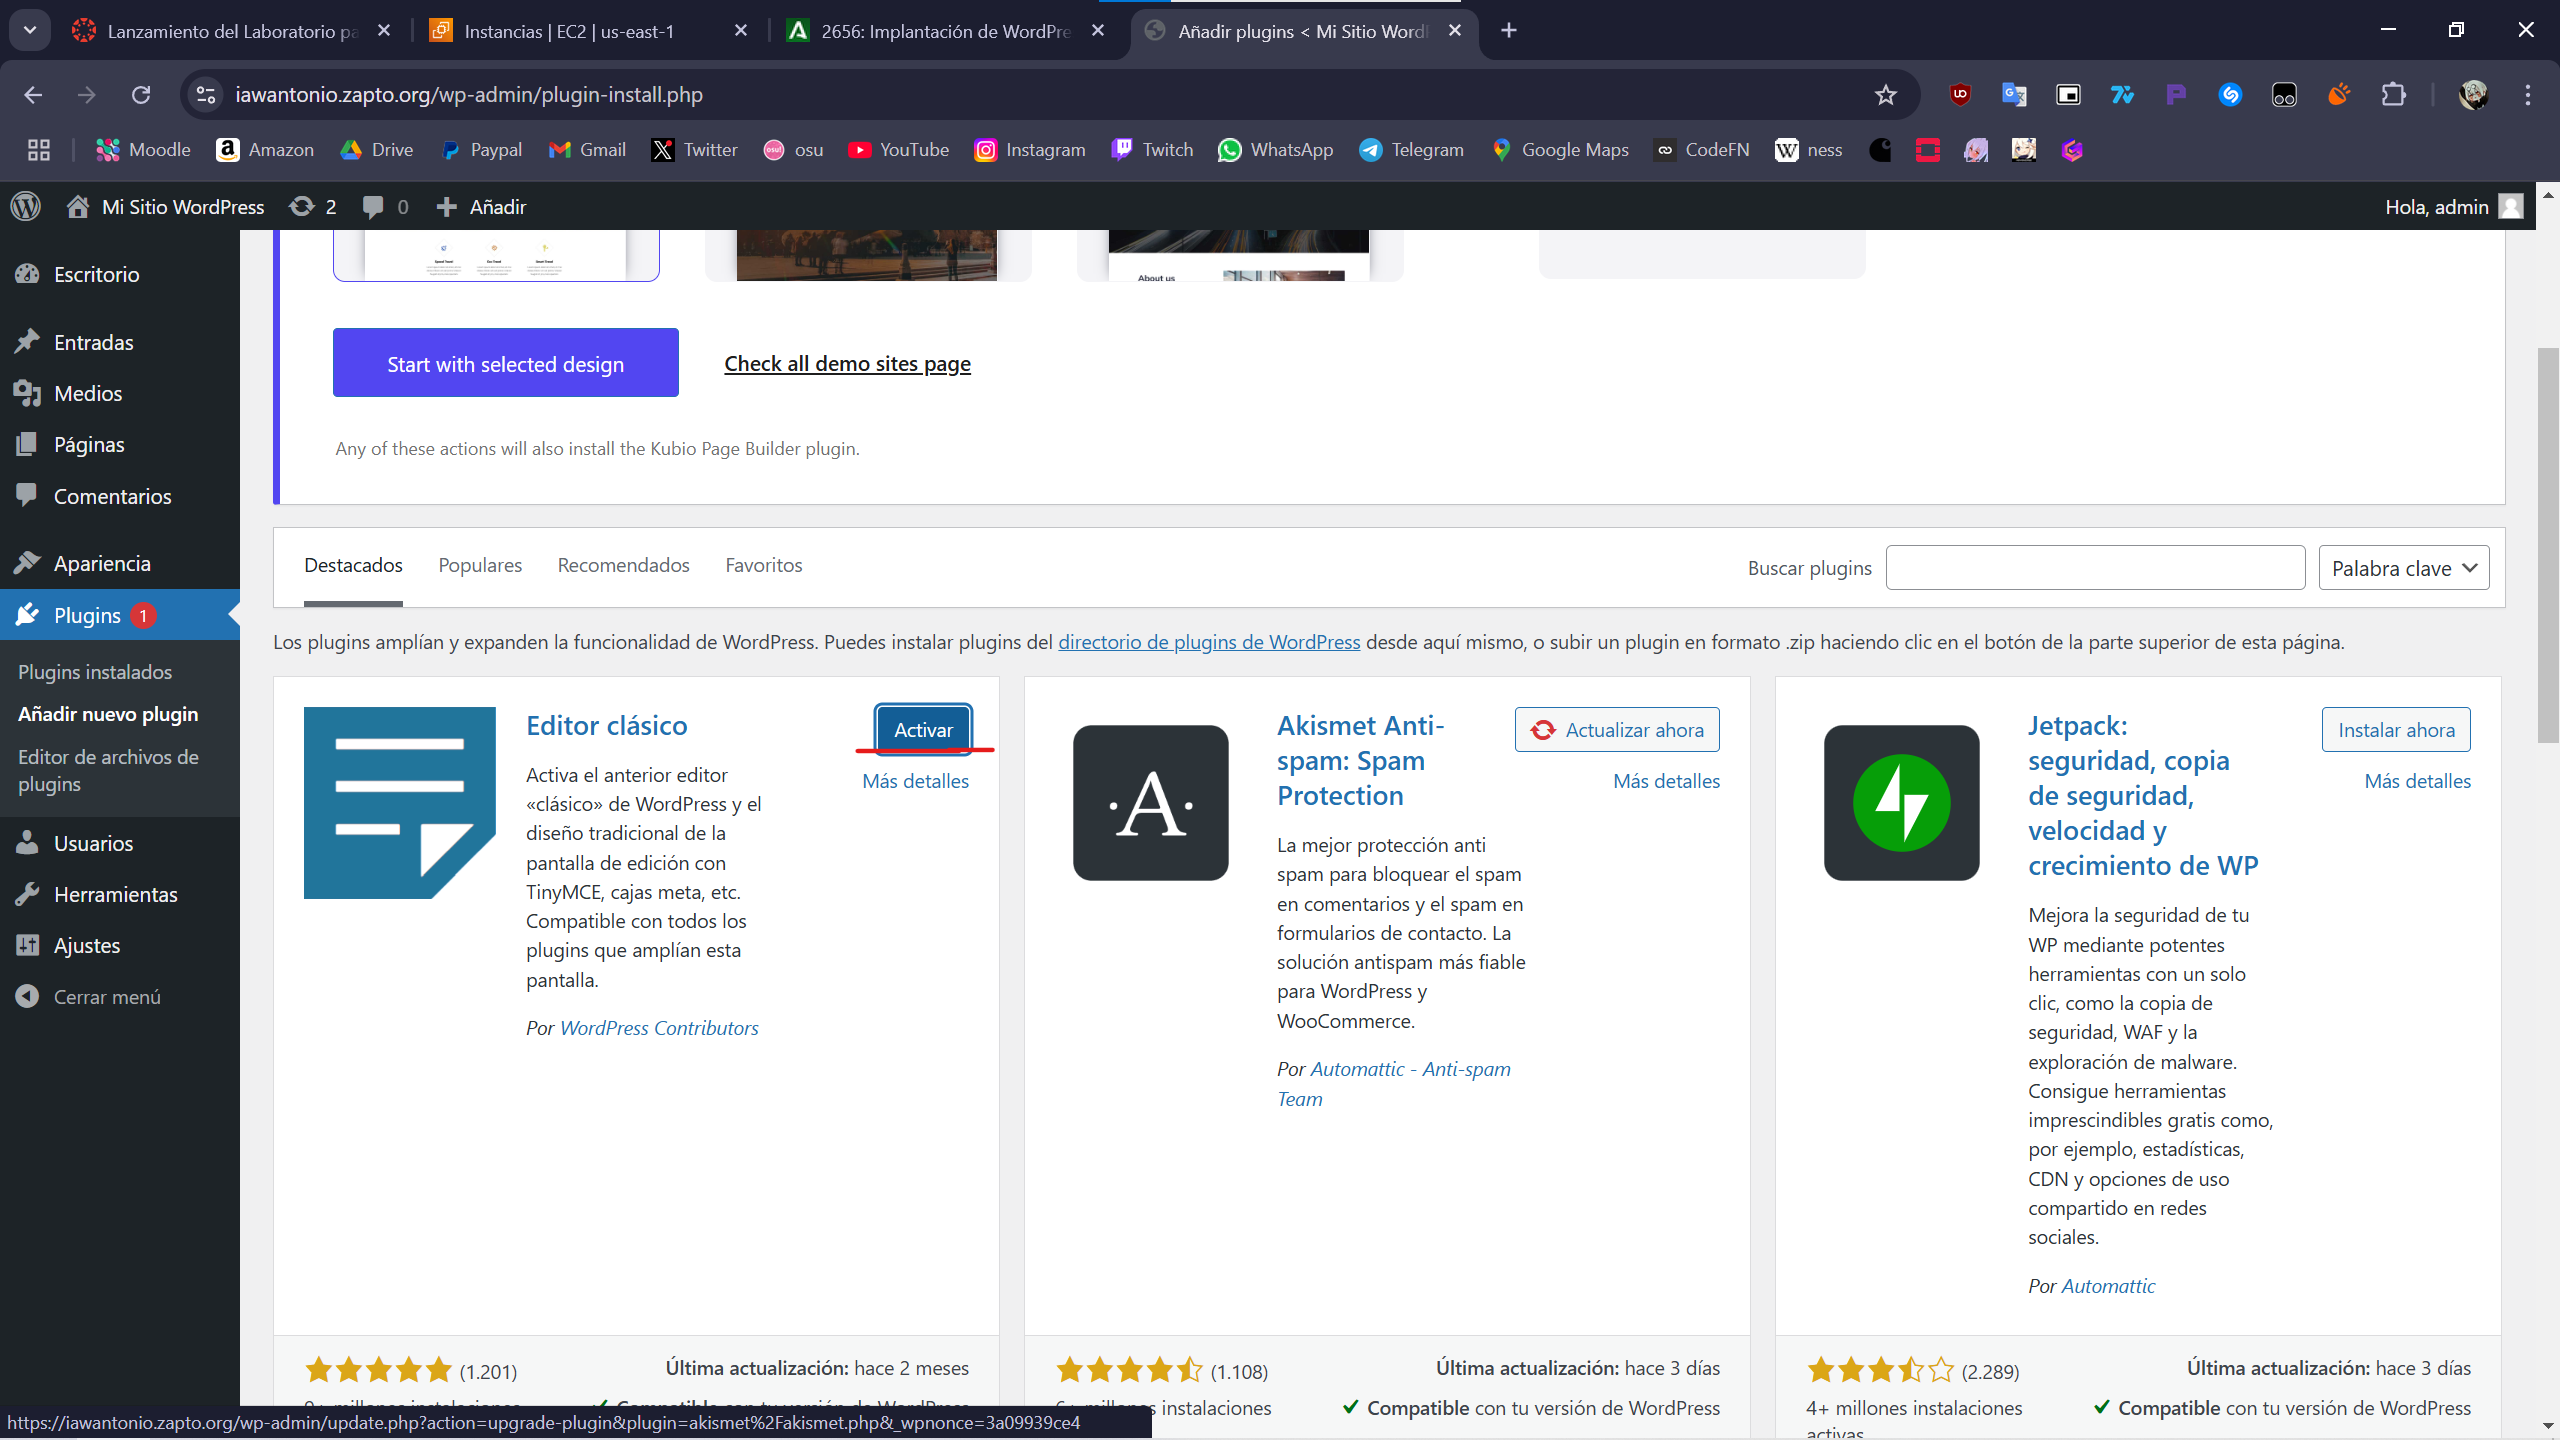 Lanzamiento del Laboratorio pa
Instancias | EC2 | us-east-1
2656: Implantación de WordPre
Añadir plugins < Mi Sitio Word
iawantonio.zapto.org/wp-admin/plugin-install.php
Moodle
Amazon
Drive
Paypal
Gmail
Twitter
osu
YouTube
Instagram
Twitch
WhatsApp
Telegram
Google Maps
CodeFN
ness
Mi Sitio WordPress
2
0
Añadir
Hola, admin
Escritorio
Entradas
Medios
Páginas
Comentarios
Apariencia
Plugins 1
Plugins instalados
Añadir nuevo plugin
Editor de archivos de
plugins
Usuarios
Herramientas
Ajustes
Cerrar menú
About us
Start with selected design
Check all demo sites page
Any of these actions will also install the Kubio Page Builder plugin.
Destacados
Populares
Recomendados
Favoritos
Buscar plugins
Palabra clave
Los plugins amplían y expanden la funcionalidad de WordPress. Puedes instalar plugins del directorio de plugins de WordPress desde aquí mismo, o subir un plugin en formato .zip haciendo clic en el botón de la parte superior de esta página.
Editor clásico
Activar
Más detalles
Activa el anterior editor
«clásico» de WordPress y el
diseño tradicional de la
pantalla de edición con
TinyMCE, cajas meta, etc.
Compatible con todos los
plugins que amplían esta
pantalla.
Por WordPress Contributors
(1.201)
Última actualización: hace 2 meses
Akismet Anti-
spam: Spam
Protection
Actualizar ahora
Más detalles
La mejor protección anti
spam para bloquear el spam
en comentarios y el spam en
formularios de contacto. La
solución antispam más fiable
para WordPress y
WooCommerce.
Por Automattic - Anti-spam
Team
(1.108)
Última actualización: hace 3 días
instalaciones
Compatible con tu versión de WordPress
Jetpack:
seguridad, copia
de seguridad,
velocidad y
crecimiento de WP
Instalar ahora
Más detalles
Mejora la seguridad de tu
WP mediante potentes
herramientas con un solo
clic, como la copia de
seguridad, WAF y la
exploración de malware.
Consigue herramientas
imprescindibles gratis como,
por ejemplo, estadísticas,
CDN y opciones de uso
compartido en redes
sociales.
Por Automattic
(2.289)
Última actualización: hace 3 días
4+ millones instalaciones
activas
Compatible con tu versión de WordPress
https://iawantonio.zapto.org/wp-admin/update.php?action=upgrade-plugin&plugin=akismet%2Fakismet.php&_wpnonce=3a09939ce4